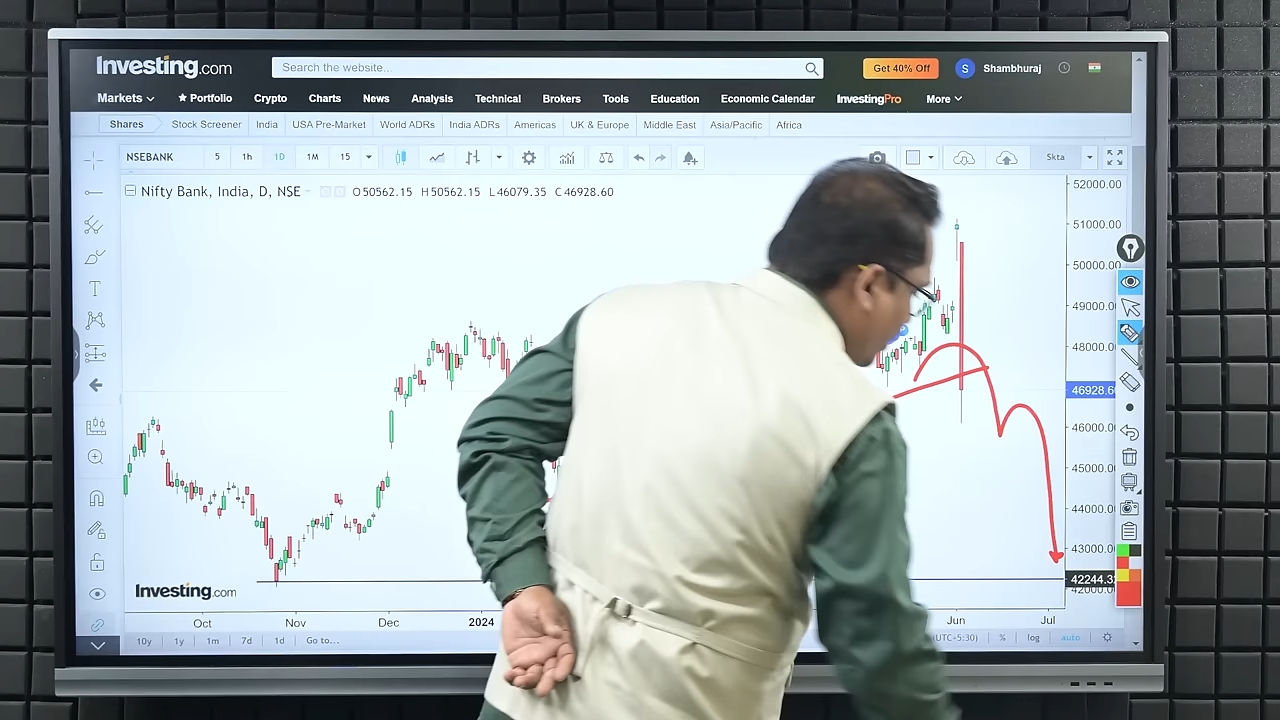 Investing.com
Search the website...
Get 40% Off
S
Shambhuraj
Markets
Portfolio
Crypto
Charts
News
Analysis
Technical
Brokers
Tools
Education
Economic Calendar
InvestingPro
More
Shares
Stock Screener
India
USA Pre-Market
World ADRs
India ADRs
Americas
UK & Europe
Middle East
Asia/Pacific
Africa
NSEBANK
5
1h
1D
1M
15
Skta
Nifty Bank, India, D, NSE
O50562.15 H50562.15 L46079.35 C46928.60
52000.00
51000.00
50000.00
49000.00
48000.00
46928.60
46000.00
45000.00
44000.00
43000.00
42244.3
42000.00
Investing.com
Oct
Nov
Dec
2024
Jun
Jul
10y
1y
1m
7d
1d
Go to...
(UTC+5:30)
%
log
auto